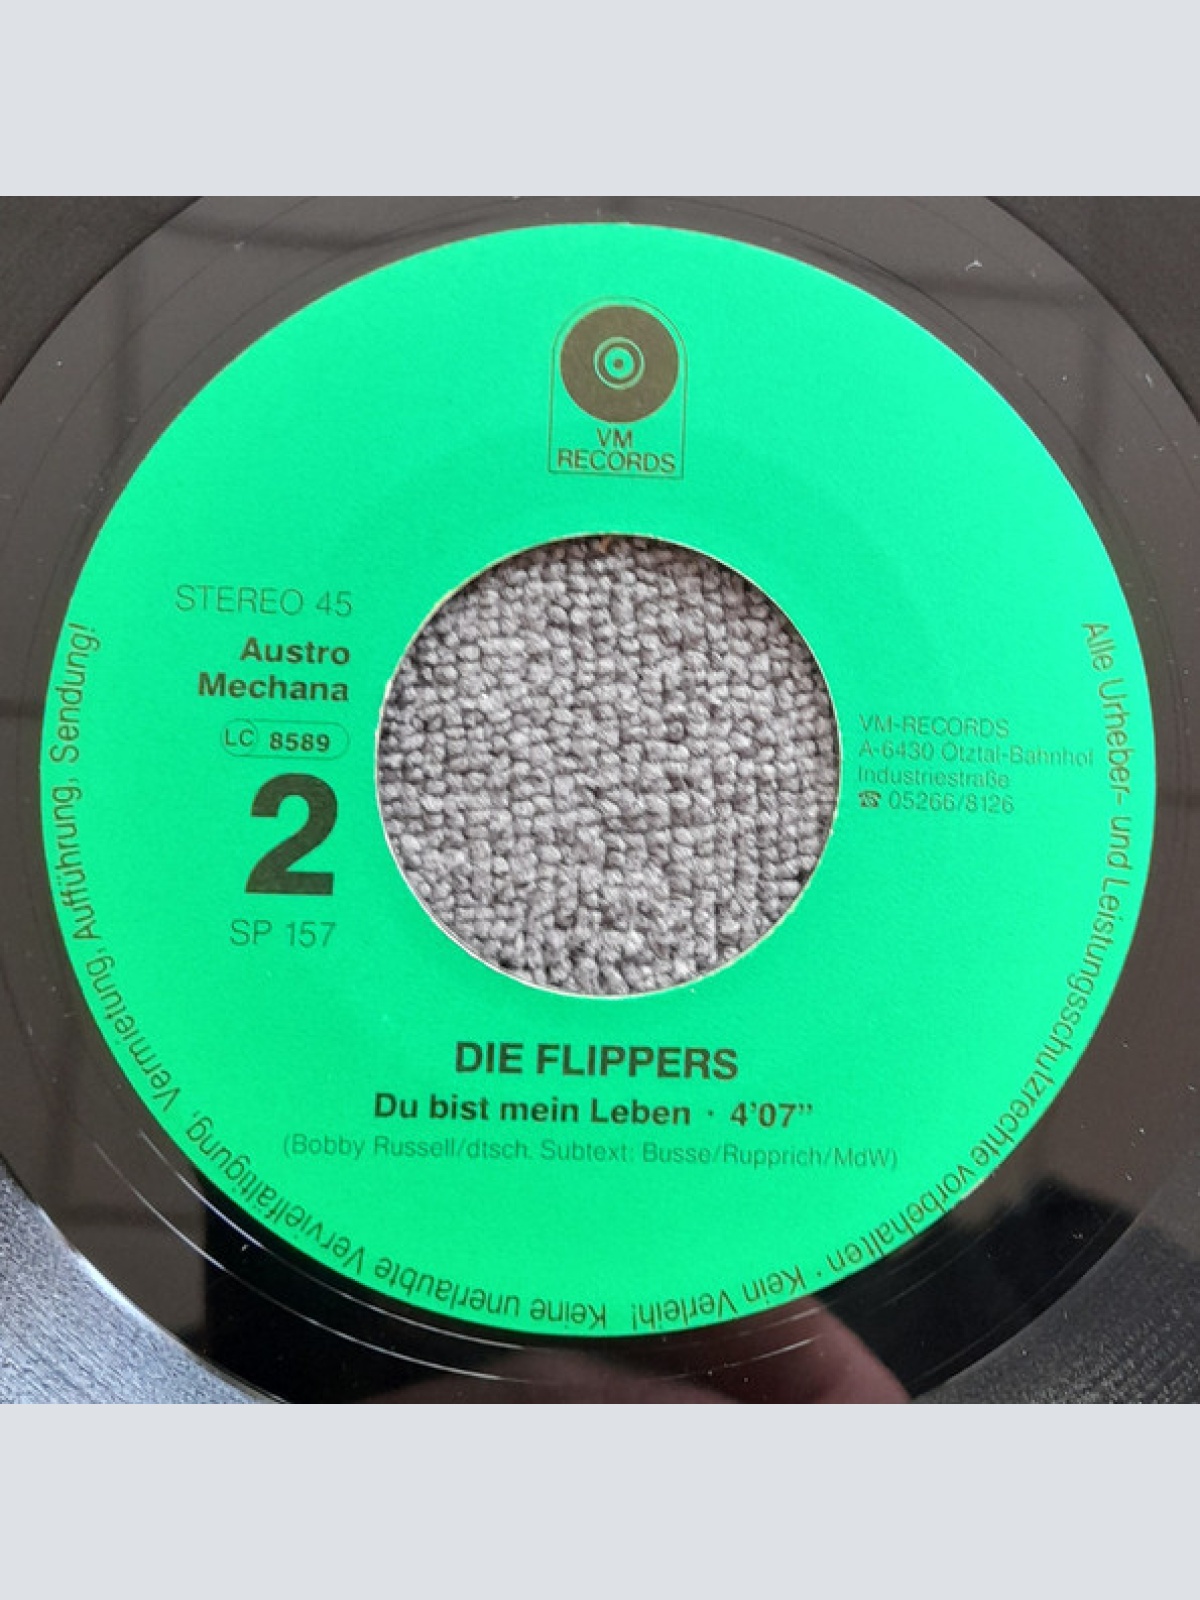 VM
RECORDS
STEREO 45
Austro
Mechana
LC 8589
2
SP 157
VM-RECORDS
A-6430 Ötztal-Bahnhof
Industriestraße
☎ 05266/8126
DIE FLIPPERS
Du bist mein Leben · 4'07"
(Bobby Russell/dtsch. Subtext: Busse/Rupprich/MdW)
Alle Urheber- und Leistungsschutzrechte vorbehalten · Kein Verleih! Keine unerlaubte Vervielfältigung, Vermietung, Aufführung, Sendung!